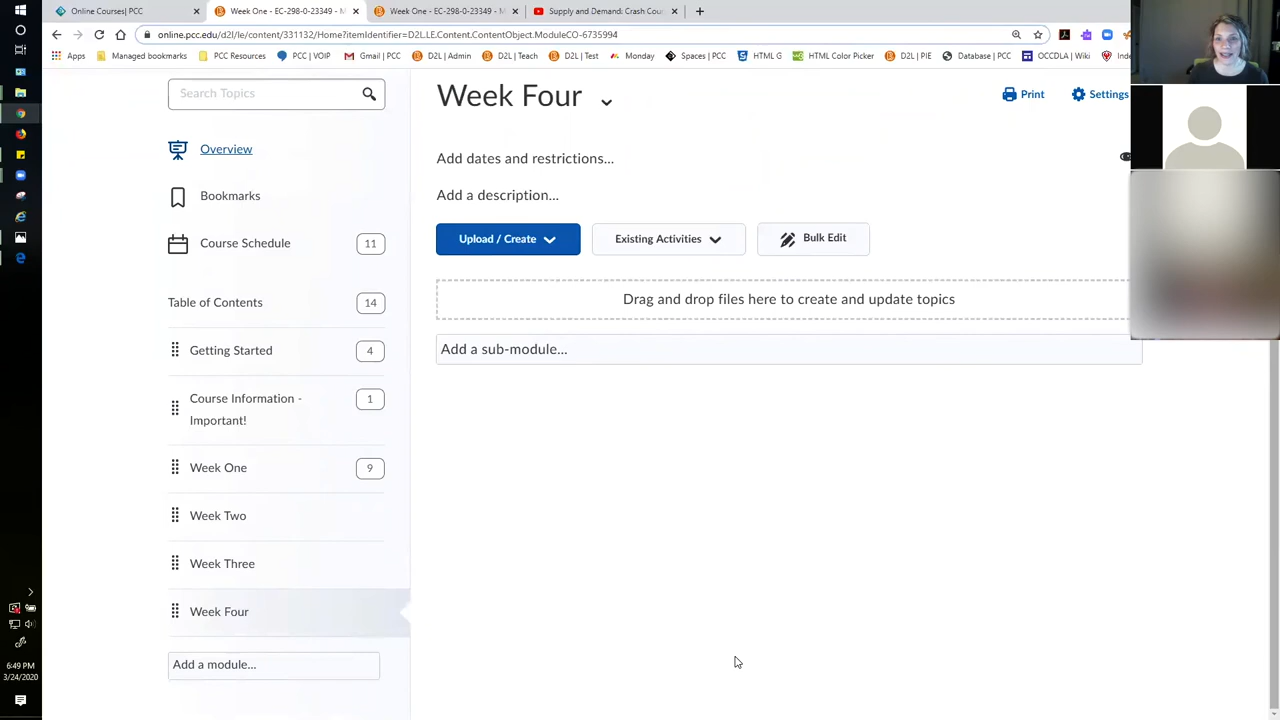 Online Courses| PCC
Week One - EC-298-0-23349 - M
Week One - EC-298-0-23349 - M
Supply and Demand: Crash Cour
online.pcc.edu/d2l/le/content/331132/Home?itemIdentifier=D2L.LE.Content.ContentObject.ModuleCO-6735994
Apps Managed bookmarks PCC Resources PCC | VOIP Gmail | PCC D2L | Admin D2L | Teach D2L | Test Monday Spaces | PCC HTML G HTML Color Picker D2L | PIE Database | PCC OCCDLA | Wiki Inde
Search Topics
Overview
Bookmarks
Course Schedule 11
Table of Contents 14
Getting Started 4
Course Information - 1
Important!
Week One 9
Week Two
Week Three
Week Four
Add a module...
Week Four
Print Settings
Add dates and restrictions...
Add a description...
Upload / Create Existing Activities Bulk Edit
Drag and drop files here to create and update topics
Add a sub-module...
6:49 PM
3/24/2020